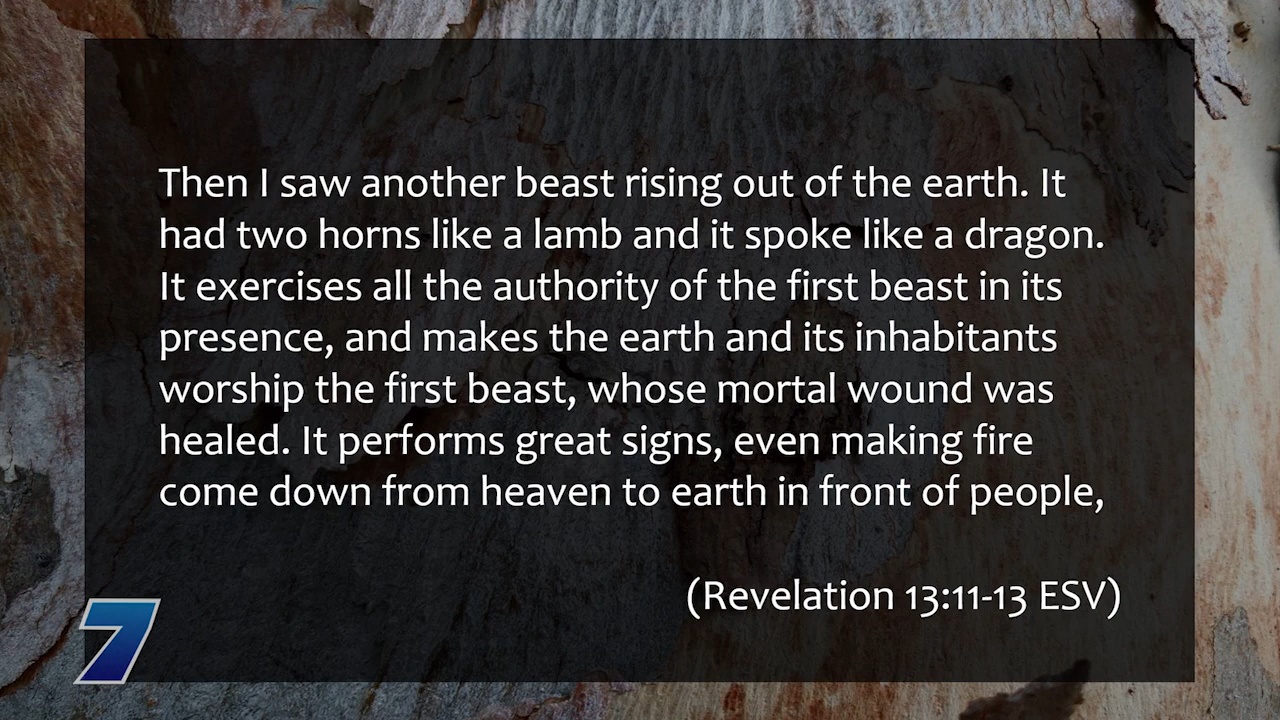 Then I saw another beast rising out of the earth. It
had two horns like a lamb and it spoke like a dragon.
It exercises all the authority of the first beast in its
presence, and makes the earth and its inhabitants
worship the first beast, whose mortal wound was
healed. It performs great signs, even making fire
come down from heaven to earth in front of people,
(Revelation 13:11-13 ESV)
7